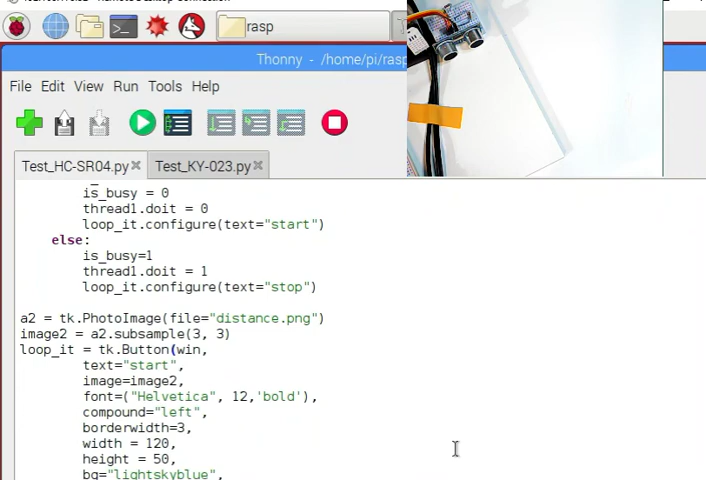 rasp
Thonny - /home/pi/rasp
File Edit View Run Tools Help
Test_HC-SR04.py Test_KY-023.py
is_busy = 0
thread1.doit = 0
loop_it.configure(text="start")
else:
is_busy=1
thread1.doit = 1
loop_it.configure(text="stop")
a2 = tk.PhotoImage(file="distance.png")
image2 = a2.subsample(3, 3)
loop_it = tk.Button(win,
text="start",
image=image2,
font=("Helvetica", 12,'bold'),
compound="left",
borderwidth=3,
width = 120,
height = 50,
bg="lightskyblue",